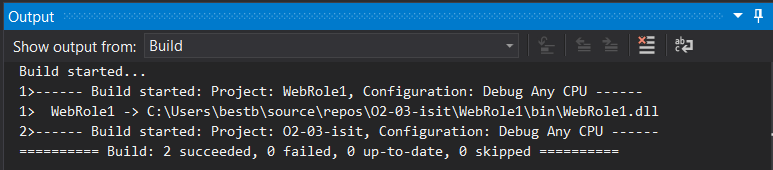 Output
Show output from: Build
Build started...
1>------ Build started: Project: WebRole1, Configuration: Debug Any CPU ------
1>  WebRole1 -> C:\Users\bestb\source\repos\O2-03-isit\WebRole1\bin\WebRole1.dll
2>------ Build started: Project: O2-03-isit, Configuration: Debug Any CPU ------
========== Build: 2 succeeded, 0 failed, 0 up-to-date, 0 skipped ==========